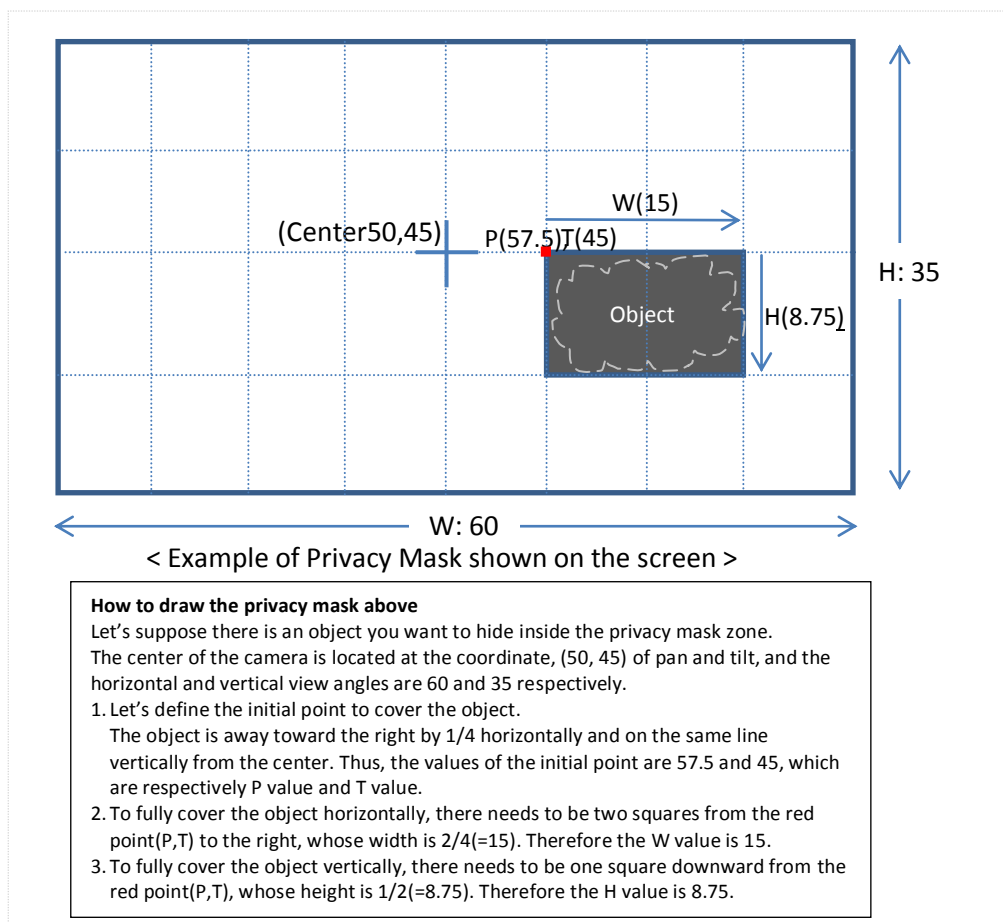 W(15)
(Center50,45)
P(57.5),T(45)
H: 35
Object
H(8.75)
W: 60
< Example of Privacy Mask shown on the screen >
How to draw the privacy mask above
Let’s suppose there is an object you want to hide inside the privacy mask zone.
The center of the camera is located at the coordinate, (50, 45) of pan and tilt, and the
horizontal and vertical view angles are 60 and 35 respectively.
1. Let’s define the initial point to cover the object.
The object is away toward the right by 1/4 horizontally and on the same line
vertically from the center. Thus, the values of the initial point are 57.5 and 45, which
are respectively P value and T value.
2. To fully cover the object horizontally, there needs to be two squares from the red
point(P,T) to the right, whose width is 2/4(=15). Therefore the W value is 15.
3. To fully cover the object vertically, there needs to be one square downward from the
red point(P,T), whose height is 1/2(=8.75). Therefore the H value is 8.75.